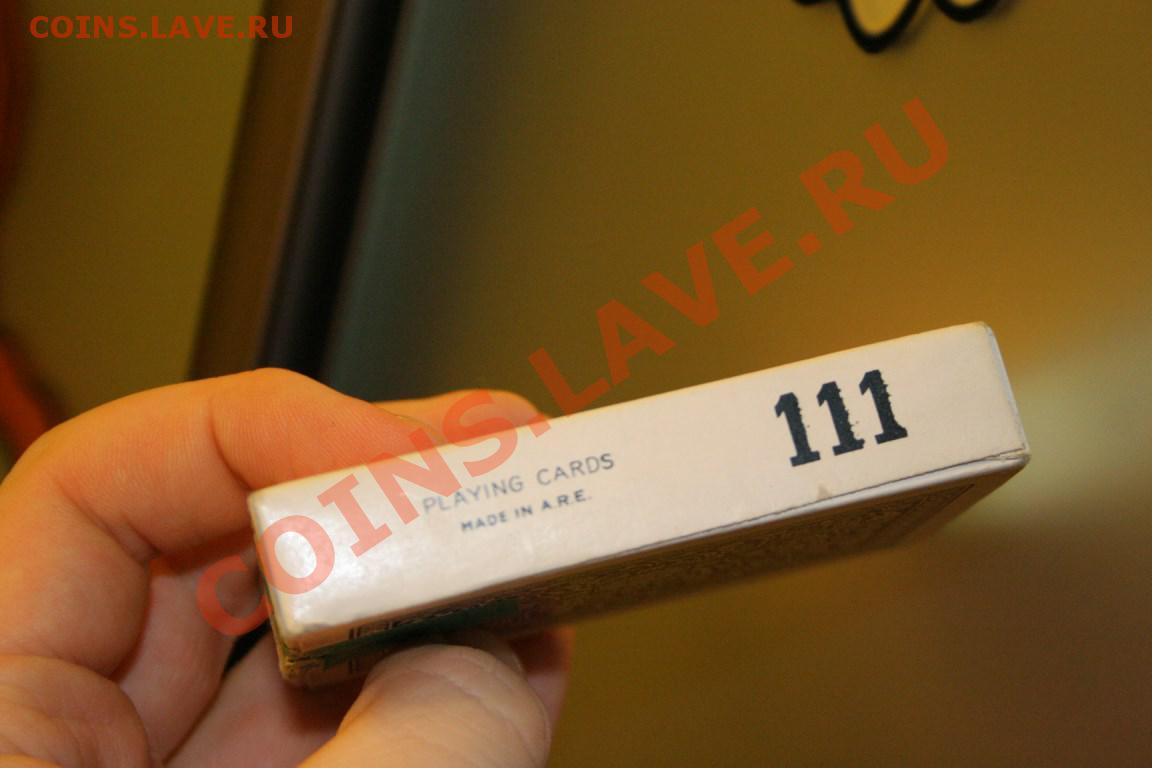 COINS.LAVE.RU
COINS.LAVE.RU
111
PLAYING CARDS
MADE IN A.R.E.